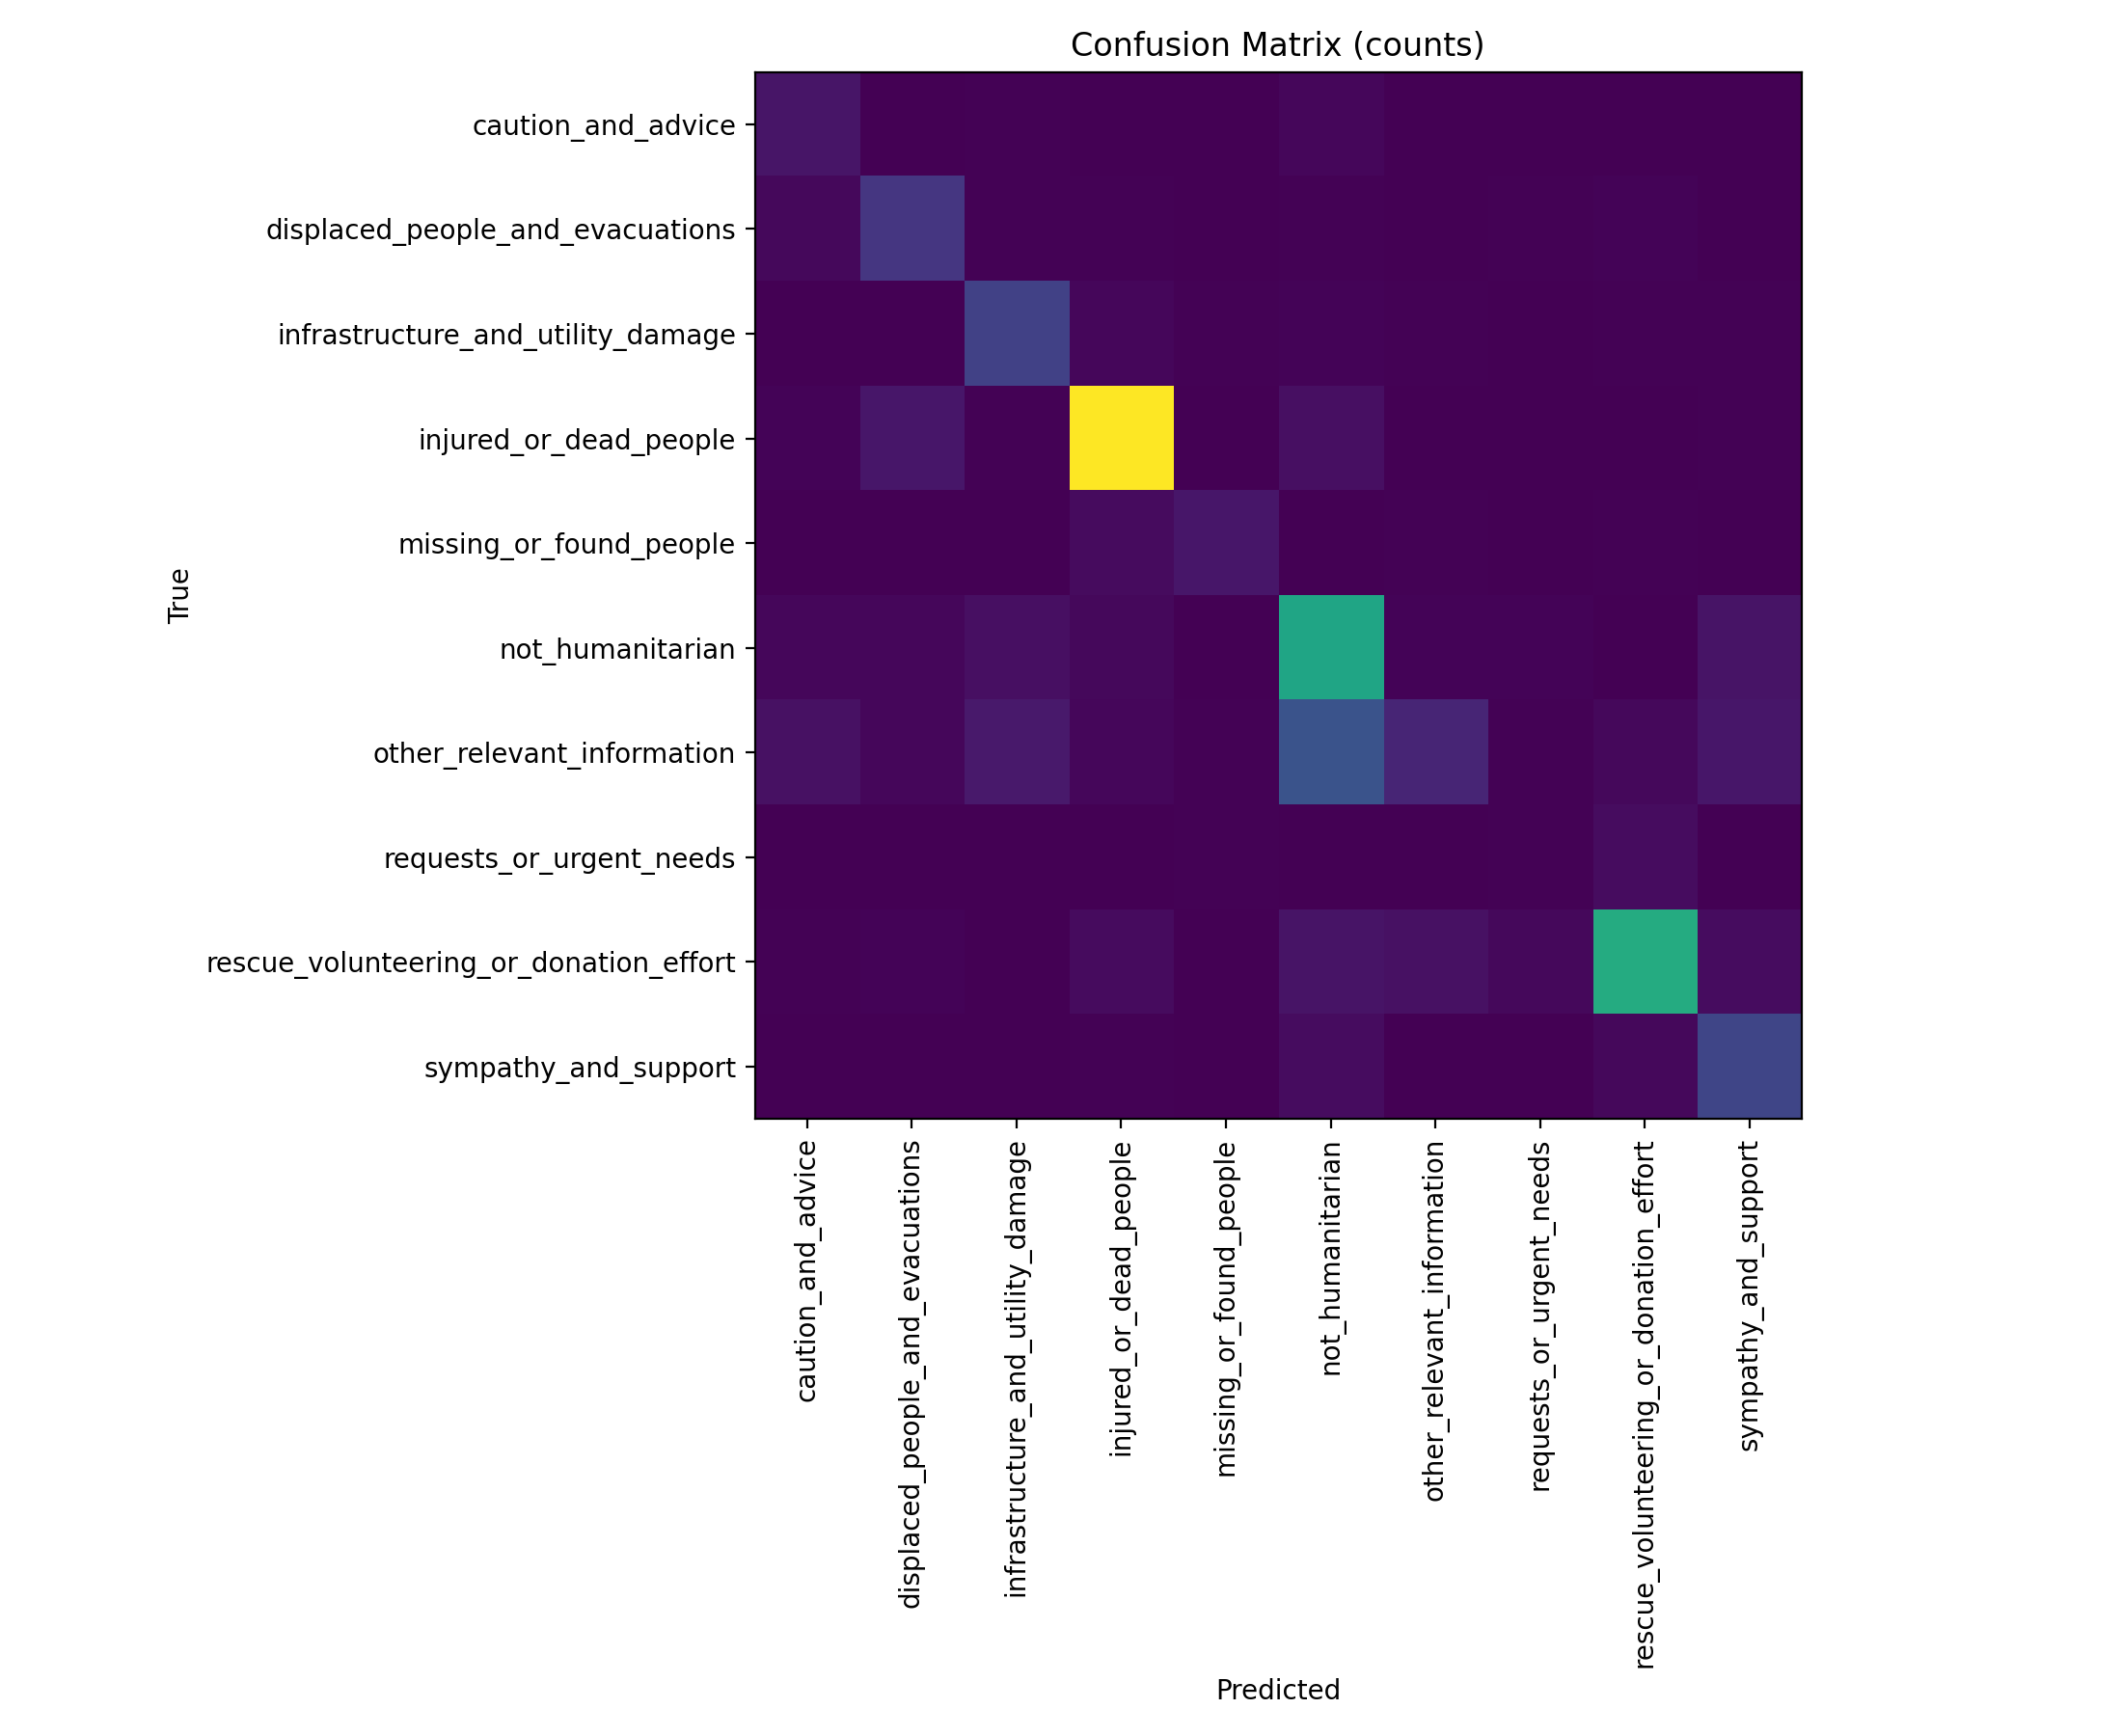 Confusion Matrix (counts)
caution_and_advice
displaced_people_and_evacuations
infrastructure_and_utility_damage
injured_or_dead_people
missing_or_found_people
True
not_humanitarian
other_relevant_information
requests_or_urgent_needs
rescue_volunteering_or_donation_effort
sympathy_and_support
caution_and_advice
displaced_people_and_evacuations
infrastructure_and_utility_damage
injured_or_dead_people
missing_or_found_people
not_humanitarian
other_relevant_information
requests_or_urgent_needs
rescue_volunteering_or_donation_effort
sympathy_and_support
Predicted